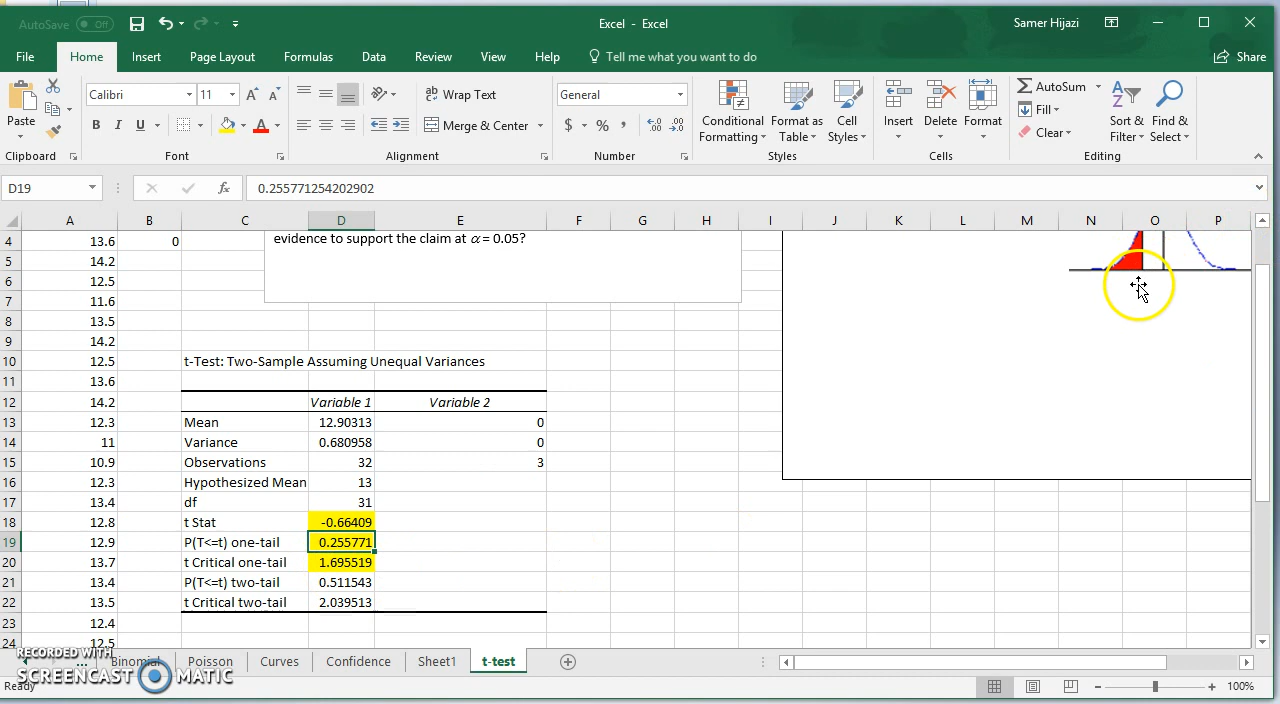 AutoSave Off
Excel - Excel
Samer Hijazi
File Home Insert Page Layout Formulas Data Review View Help Tell me what you want to do Share
Paste
Calibri 11 A A
Wrap Text
General
Conditional Formatting
Format as Table
Cell Styles
Insert Delete Format
AutoSum
Fill
Clear
Sort & Filter
Find & Select
B I U A
Merge & Center
$ % ,
Clipboard Font Alignment Number Styles Cells Editing
D19 fx 0.255771254202902
A B C D E F G H I J K L M N O P
4 13.6 0 evidence to support the claim at α = 0.05?
5 14.2
6 12.5
7 11.6
8 13.5
9 14.2
10 12.5 t-Test: Two-Sample Assuming Unequal Variances
11 13.6
12 14.2 Variable 1 Variable 2
13 12.3 Mean 12.90313 0
14 11 Variance 0.680958 0
15 10.9 Observations 32 3
16 12.3 Hypothesized Mean 13
17 13.4 df 31
18 12.8 t Stat -0.66409
19 12.9 P(T<=t) one-tail 0.255771
20 13.7 t Critical one-tail 1.695519
21 13.4 P(T<=t) two-tail 0.511543
22 13.5 t Critical two-tail 2.039513
23 12.4
24 12.5
RECORDED WITH
SCREENCAST MATIC
... Binomial Poisson Curves Confidence Sheet1 t-test
Ready 100%